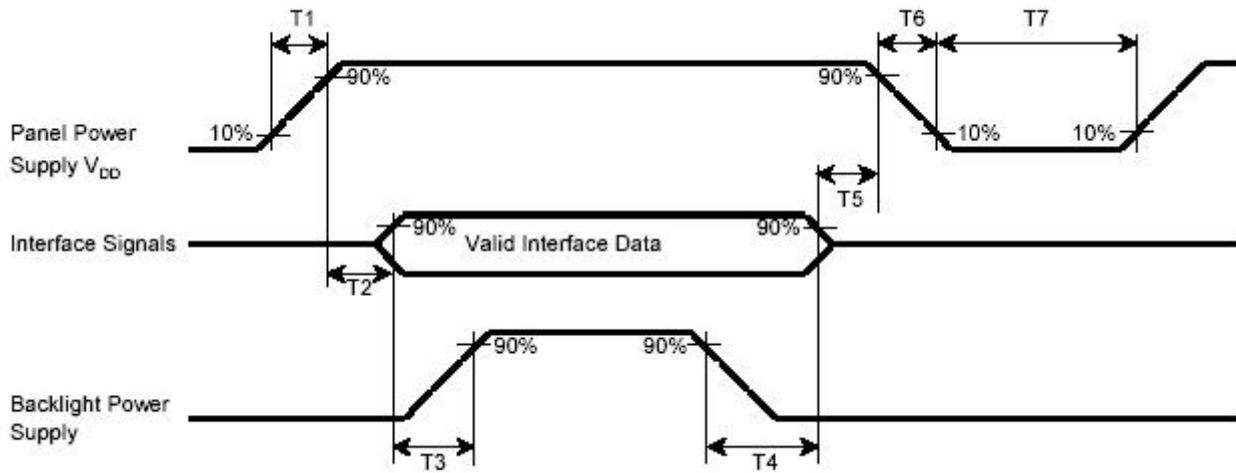 T1
T6
T7
90%
90%
Panel Power
Supply V_DD
10%
10%
10%
T5
Interface Signals
90%
Valid Interface Data
90%
T2
90%
90%
Backlight Power
Supply
T3
T4